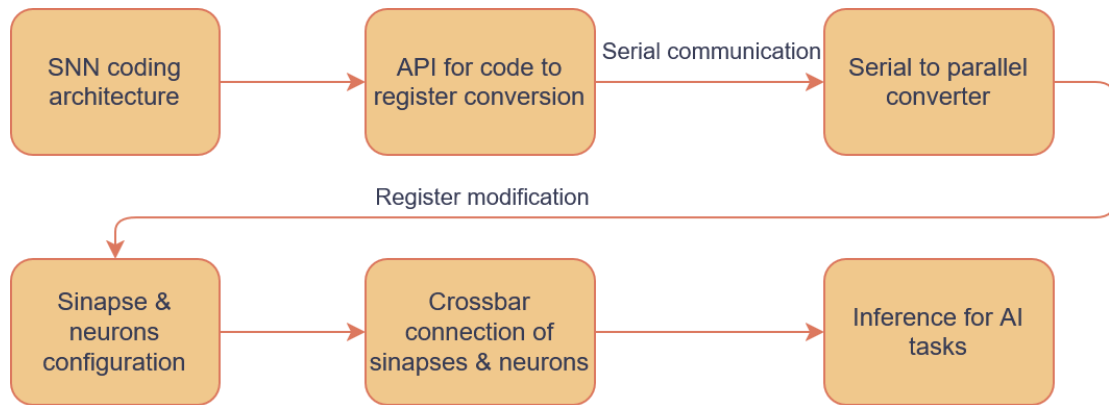 SNN coding
architecture
API for code to
register conversion
Serial communication
Serial to parallel
converter
Register modification
Sinapse &
neurons
configuration
Crossbar
connection of
sinapses & neurons
Inference for AI
tasks